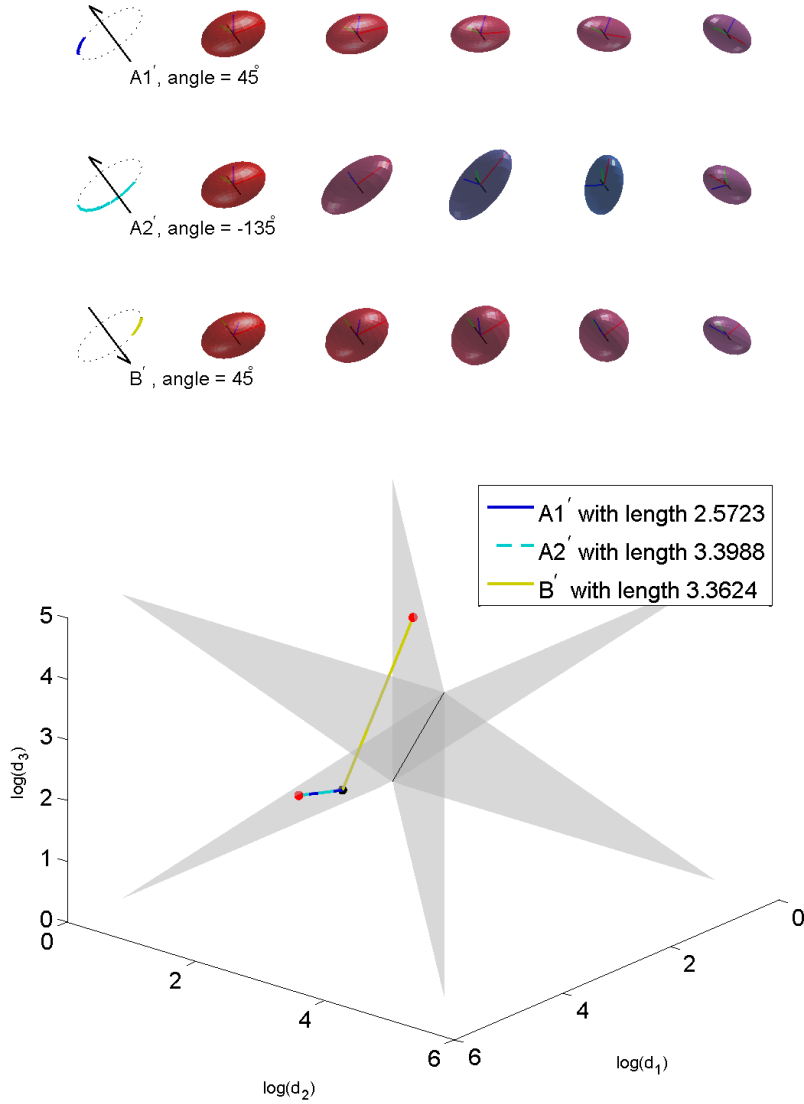 A1′, angle = 45°
A2′, angle = -135°
B′ , angle = 45°
A1′ with length 2.5723
A2′ with length 3.3988
B′ with length 3.3624
5
4
3
2
1
0
log(d₃)
0
2
4
6
log(d₂)
6
4
2
0
log(d₁)